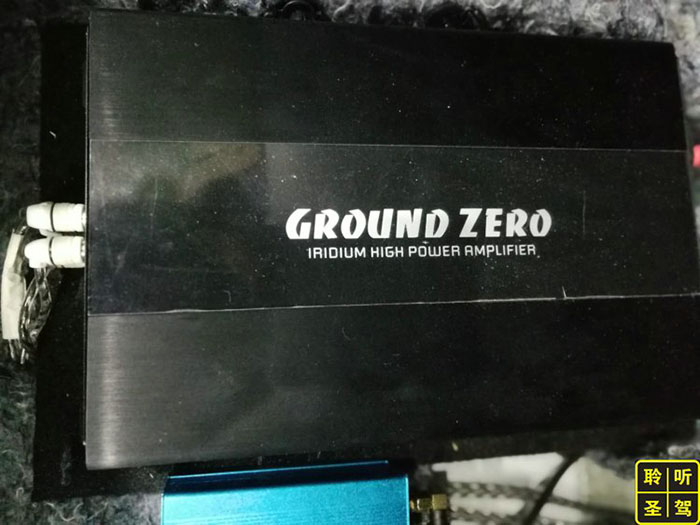 GROUND ZERO
IRIDIUM HIGH POWER AMPLIFIER
聆听
圣驾